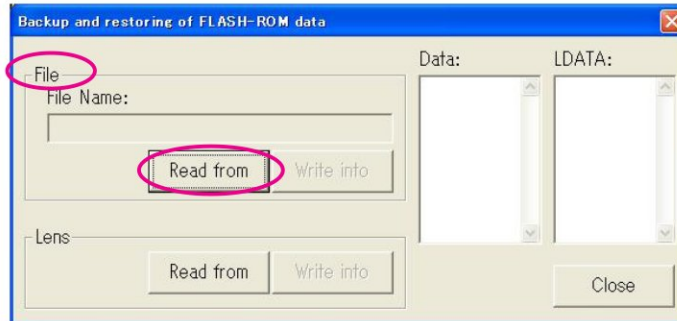 Backup and restoring of FLASH-ROM data
File
File Name:
Read from Write into
Lens
Read from Write into
Data: LDATA:
Close